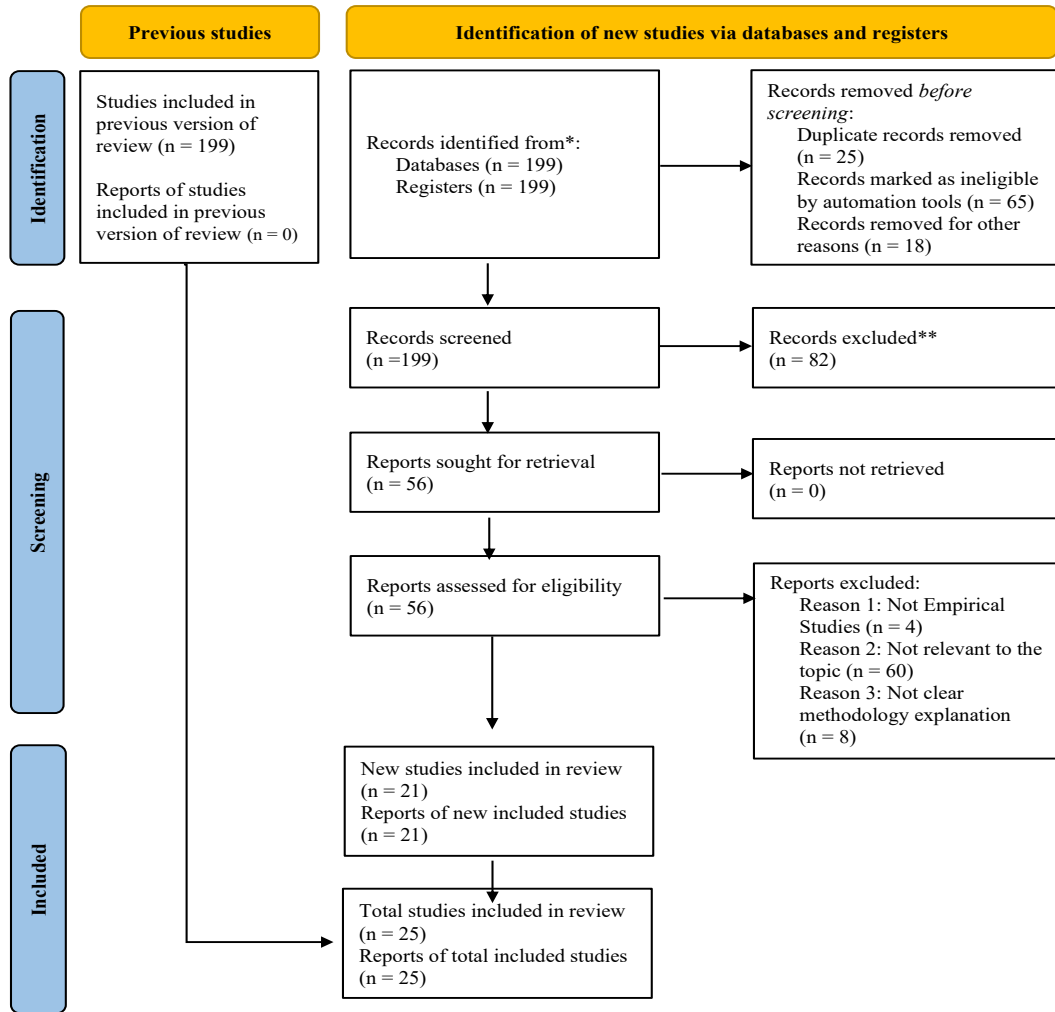 Previous studies
Identification of new studies via databases and registers
Identification
Studies included in
previous version of
review (n = 199)
Reports of studies
included in previous
version of review (n = 0)
Records identified from*:
Databases (n = 199)
Registers (n = 199)
Records removed before
screening:
Duplicate records removed
(n = 25)
Records marked as ineligible
by automation tools (n = 65)
Records removed for other
reasons (n = 18)
Screening
Records screened
(n =199)
Records excluded**
(n = 82)
Reports sought for retrieval
(n = 56)
Reports not retrieved
(n = 0)
Reports assessed for eligibility
(n = 56)
Reports excluded:
Reason 1: Not Empirical
Studies (n = 4)
Reason 2: Not relevant to the
topic (n = 60)
Reason 3: Not clear
methodology explanation
(n = 8)
Included
New studies included in review
(n = 21)
Reports of new included studies
(n = 21)
Total studies included in review
(n = 25)
Reports of total included studies
(n = 25)